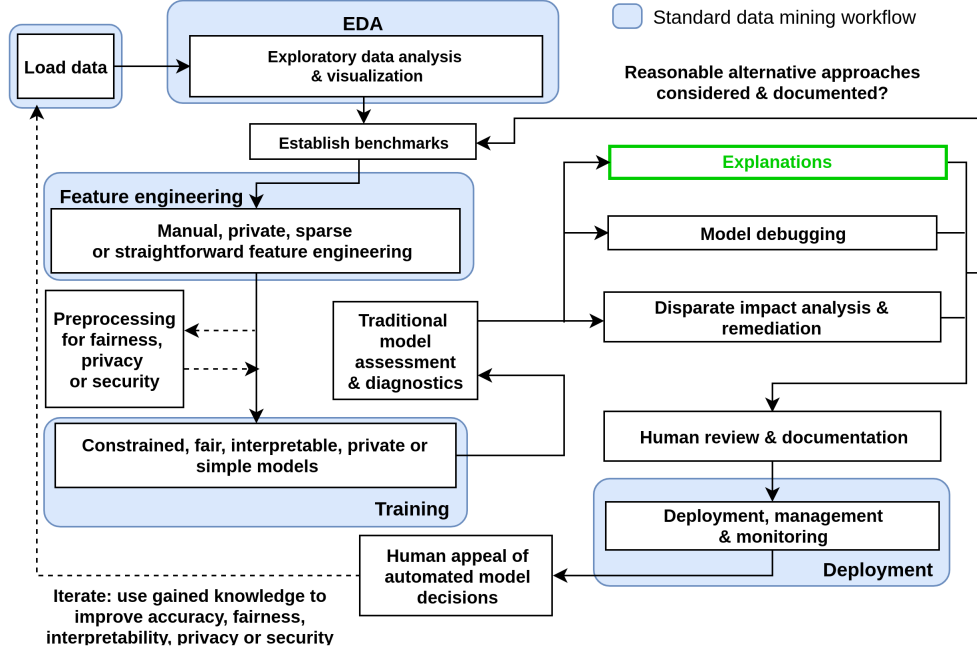 EDA
Standard data mining workflow
Load data
Exploratory data analysis
& visualization
Reasonable alternative approaches
considered & documented?
Establish benchmarks
Explanations
Feature engineering
Manual, private, sparse
or straightforward feature engineering
Model debugging
Preprocessing
for fairness,
privacy
or security
Traditional
model
assessment
& diagnostics
Disparate impact analysis &
remediation
Constrained, fair, interpretable, private or
simple models
Training
Human review & documentation
Deployment, management
& monitoring
Deployment
Human appeal of
automated model
decisions
Iterate: use gained knowledge to
improve accuracy, fairness,
interpretability, privacy or security